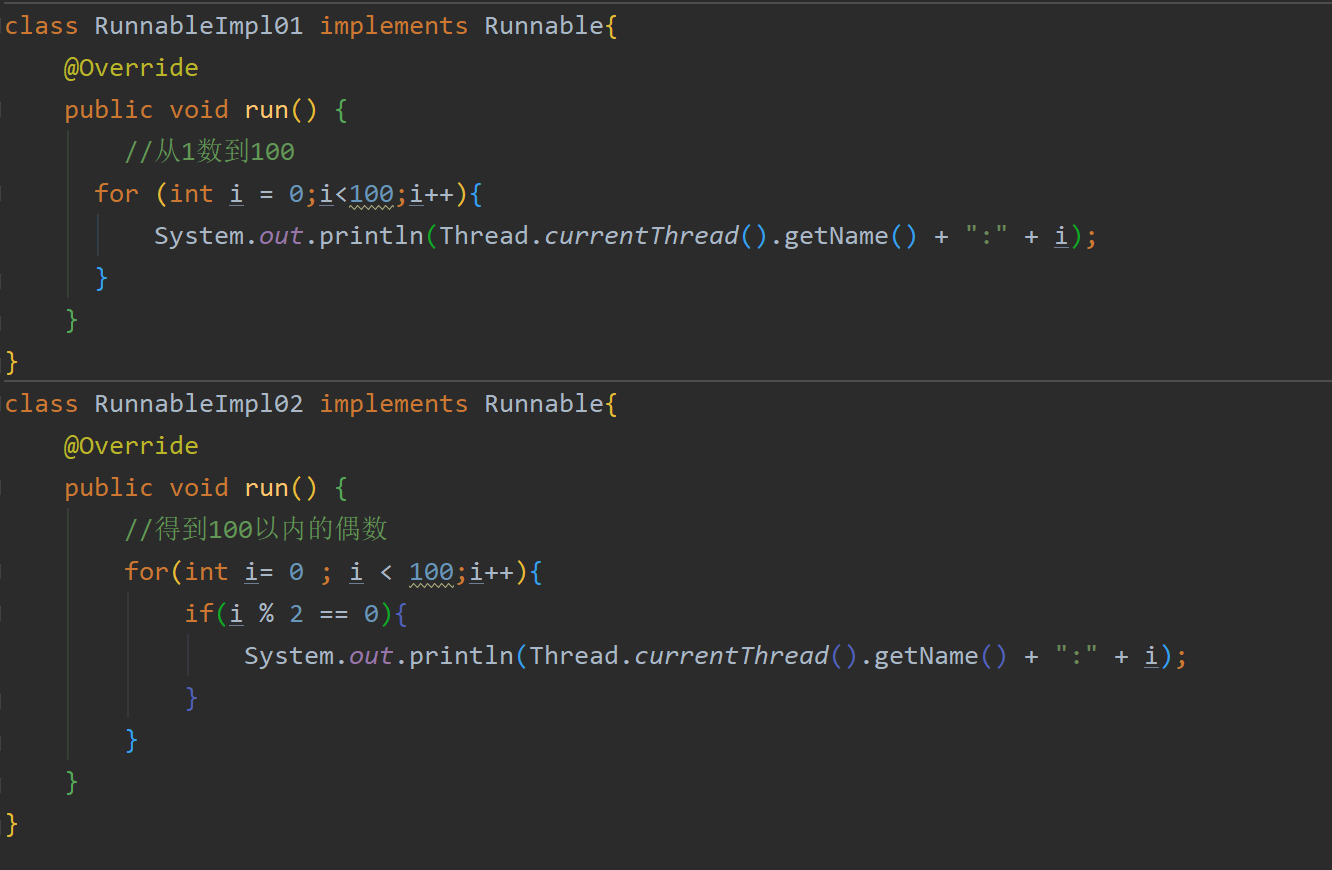 class RunnableImpl01 implements Runnable{
    @Override
    public void run() {
        //从1数到100
      for (int i = 0;i<100;i++){
          System.out.println(Thread.currentThread().getName() + ":" + i);
      }
    }
}
class RunnableImpl02 implements Runnable{
    @Override
    public void run() {
        //得到100以内的偶数
        for(int i= 0 ; i < 100;i++){
            if(i % 2 == 0){
                System.out.println(Thread.currentThread().getName() + ":" + i);
            }
        }
    }
}